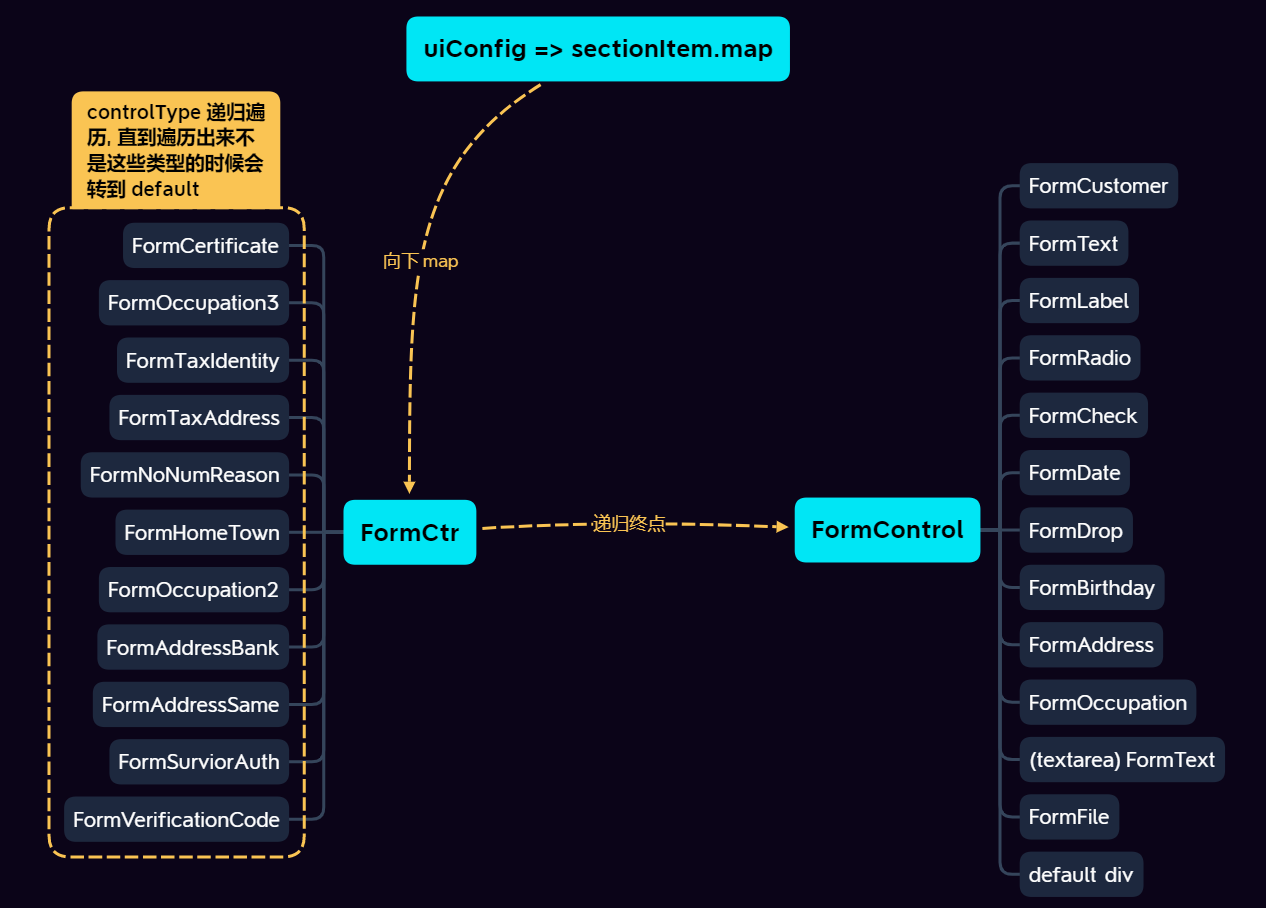 uiConfig => sectionItem.map
controlType 递归遍
历, 直到遍历出来不
是这些类型的时候会
转到 default
向下 map
FormCertificate
FormOccupation3
FormTaxIdentity
FormTaxAddress
FormNoNumReason
FormHomeTown
FormOccupation2
FormAddressBank
FormAddressSame
FormSurviorAuth
FormVerificationCode
FormCtr
递归终点
FormControl
FormCustomer
FormText
FormLabel
FormRadio
FormCheck
FormDate
FormDrop
FormBirthday
FormAddress
FormOccupation
(textarea) FormText
FormFile
default div